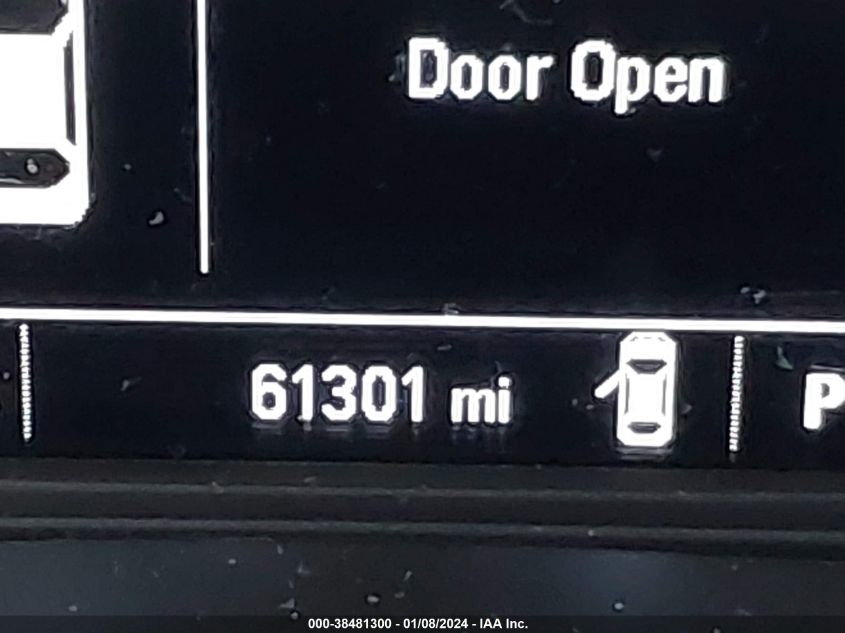 Door Open
61301 mi
P
000-38481300 - 01/08/2024 - IAA Inc.